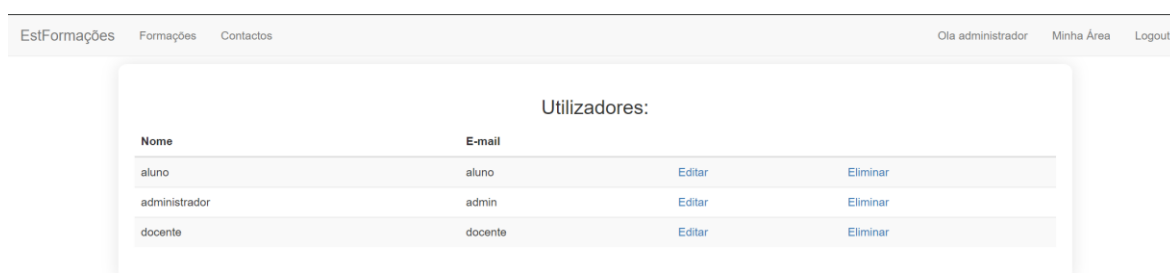 EstFormações Formações Contactos Ola administrador Minha Área Logout
Utilizadores:
Nome E-mail
aluno aluno Editar Eliminar
administrador admin Editar Eliminar
docente docente Editar Eliminar